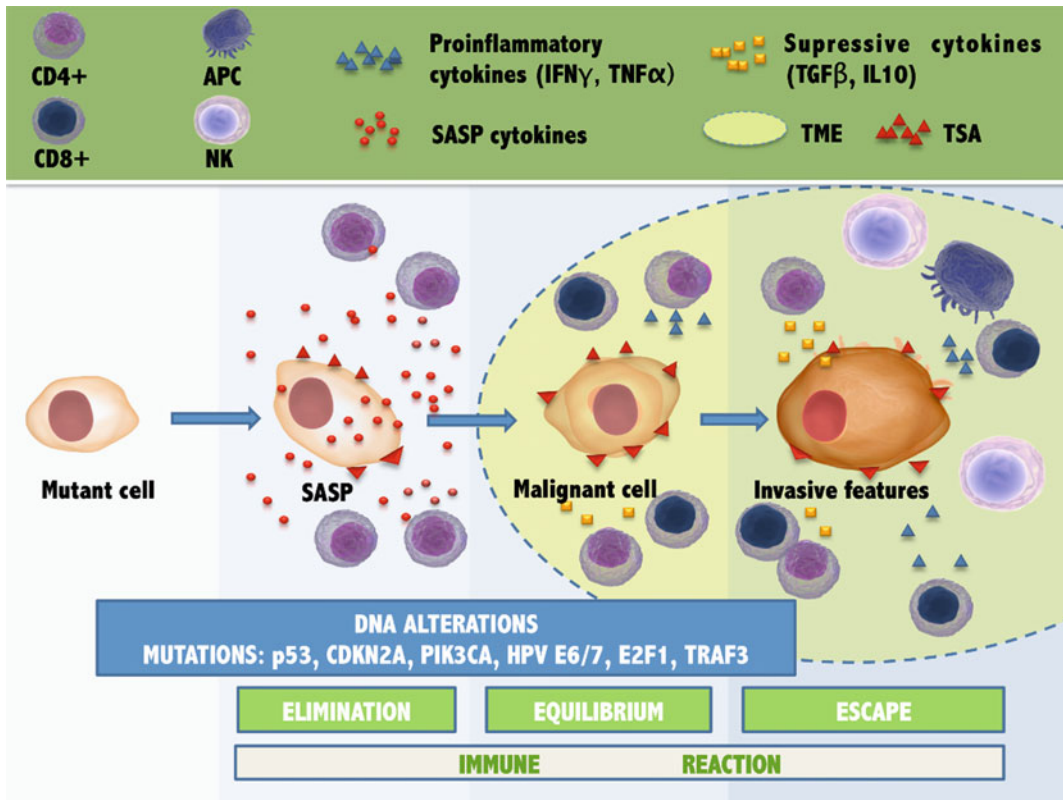 CD4+
APC
Proinflammatory
cytokines (IFNγ, TNFα)
Supressive cytokines
(TGFβ, IL10)
CD8+
NK
SASP cytokines
TME
TSA
Mutant cell
SASP
Malignant cell
Invasive features
DNA ALTERATIONS
MUTATIONS: p53, CDKN2A, PIK3CA, HPV E6/7, E2F1, TRAF3
ELIMINATION
EQUILIBRIUM
ESCAPE
IMMUNE REACTION